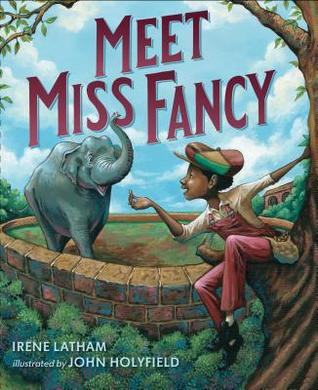 MEET
MISS FANCY
IRENE LATHAM
illustrated by JOHN HOLYFIELD